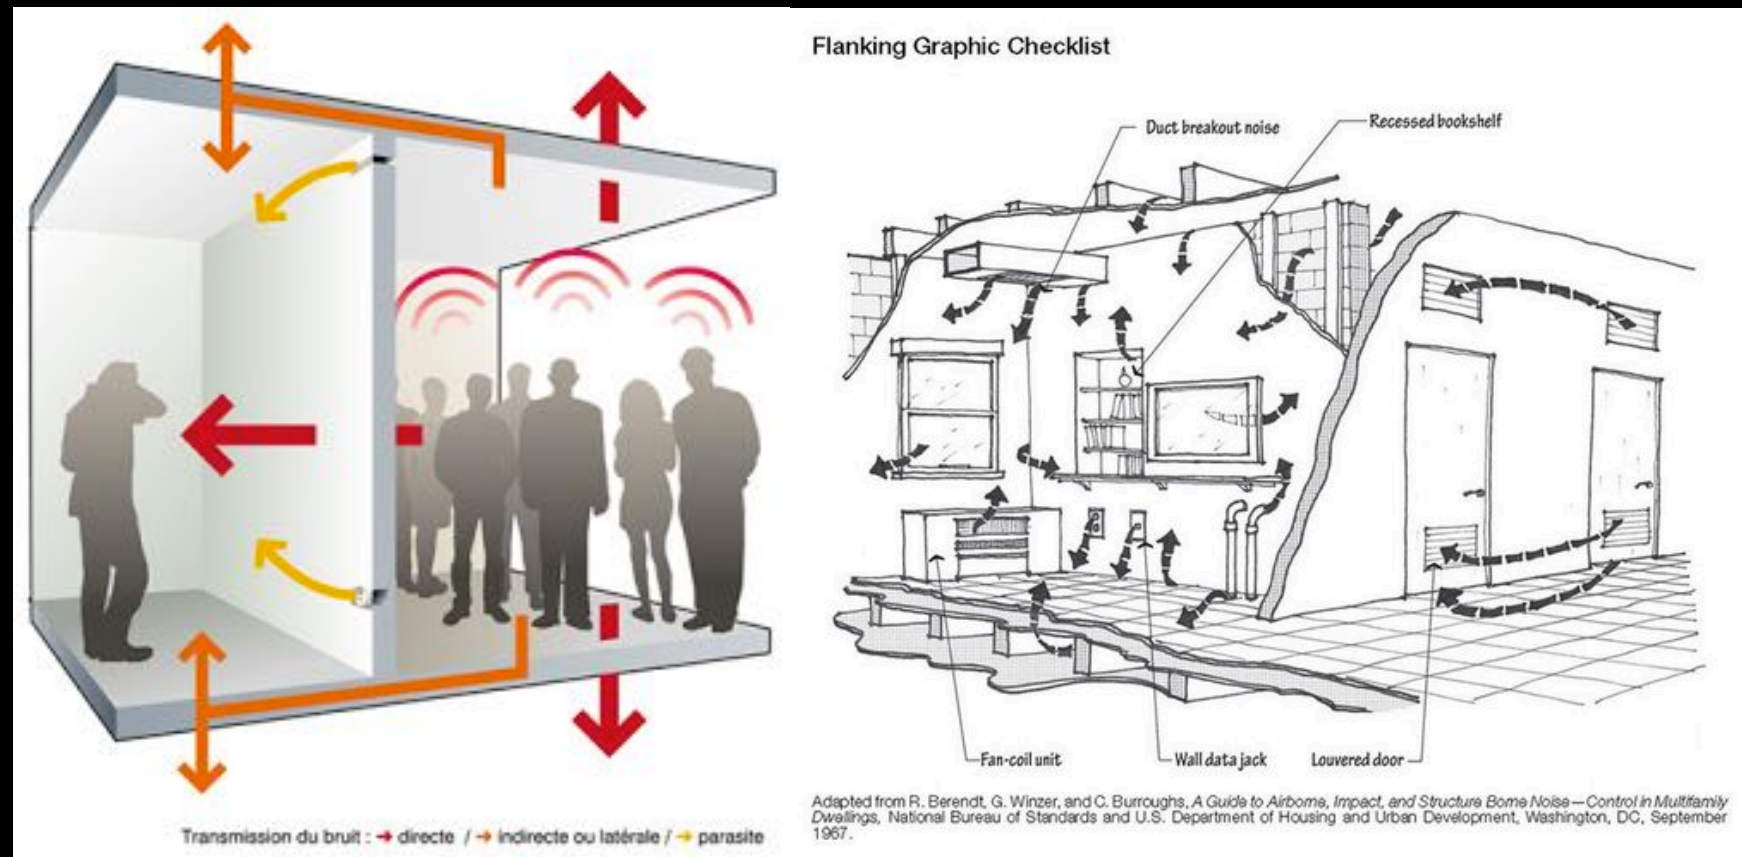 Transmission du bruit : → directe / → indirecte ou latérale / → parasite
Flanking Graphic Checklist
Duct breakout noise
Recessed bookshelf
Fan-coil unit
Wall data jack
Louvered door
Adapted from R. Berendt, G. Winzer, and C. Burroughs, A Guide to Airborne, Impact, and Structure Borne Noise—Control in Multifamily
Dwellings, National Bureau of Standards and U.S. Department of Housing and Urban Development, Washington, DC, September
1967.